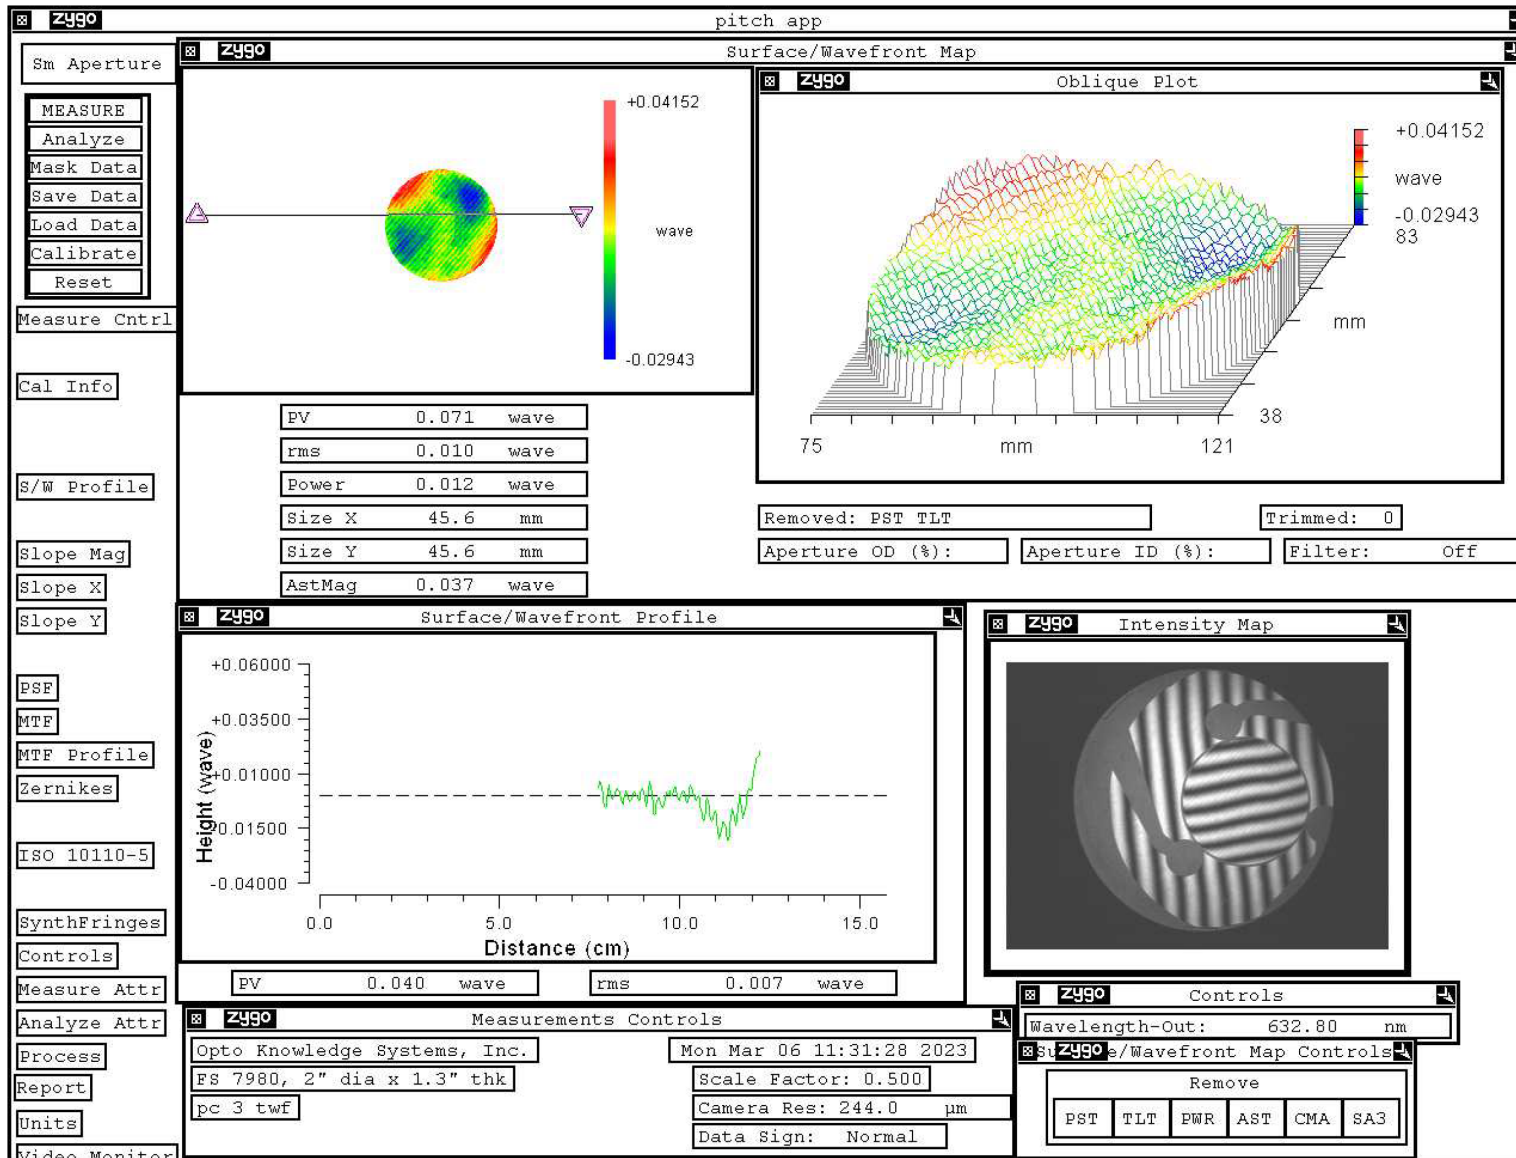 zygo pitch app
Sm Aperture
MEASURE
Analyze
Mask Data
Save Data
Load Data
Calibrate
Reset
Measure Cntrl
Cal Info
S/W Profile
Slope Mag
Slope X
Slope Y
PSF
MTF
MTF Profile
Zernikes
ISO 10110-5
SynthFringes
Controls
Measure Attr
Analyze Attr
Process
Report
Units
Video Monitor
zygo Surface/Wavefront Map
+0.04152
wave
-0.02943
zygo Oblique Plot
+0.04152
wave
-0.02943
83
mm
38
75 mm 121
PV 0.071 wave
rms 0.010 wave
Power 0.012 wave
Size X 45.6 mm
Size Y 45.6 mm
AstMag 0.037 wave
Removed: PST TLT
Trimmed: 0
Aperture OD (%):
Aperture ID (%):
Filter: Off
zygo Surface/Wavefront Profile
+0.06000
+0.03500
+0.01000
-0.01500
-0.04000
Height (wave)
0.0 5.0 10.0 15.0
Distance (cm)
PV 0.040 wave
rms 0.007 wave
zygo Intensity Map
zygo Measurements Controls
Opto Knowledge Systems, Inc.
Mon Mar 06 11:31:28 2023
FS 7980, 2" dia x 1.3" thk
Scale Factor: 0.500
pc 3 twf
Camera Res: 244.0 µm
Data Sign: Normal
zygo Controls
Wavelength-Out: 632.80 nm
zygo e/Wavefront Map Controls
Remove
PST TLT PWR AST CMA SA3